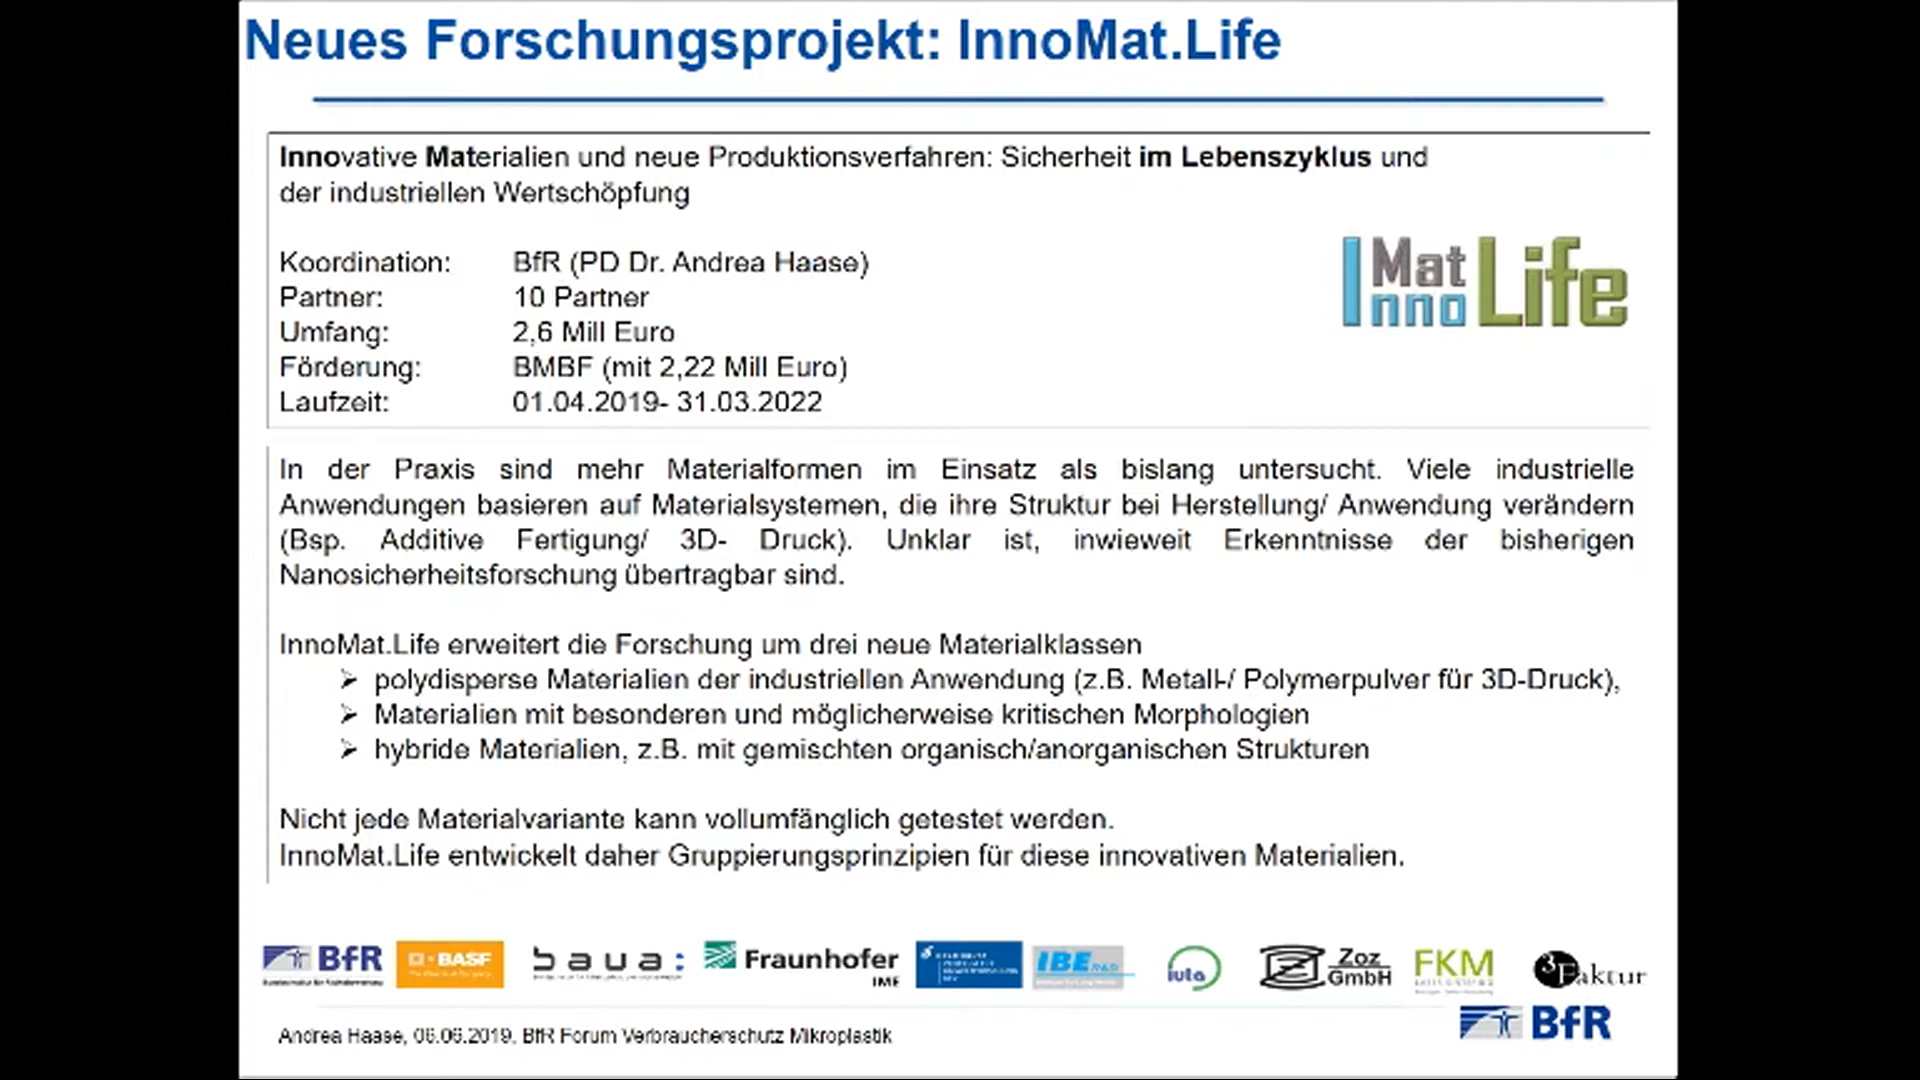 Neues Forschungsprojekt: InnoMat.Life
Innovative Materialien und neue Produktionsverfahren: Sicherheit im Lebenszyklus und
der industriellen Wertschöpfung
Koordination: BfR (PD Dr. Andrea Haase)
Partner: 10 Partner
Umfang: 2,6 Mill Euro
Förderung: BMBF (mit 2,22 Mill Euro)
Laufzeit: 01.04.2019- 31.03.2022
I Mat Life
nno
In der Praxis sind mehr Materialformen im Einsatz als bislang untersucht. Viele industrielle
Anwendungen basieren auf Materialsystemen, die ihre Struktur bei Herstellung/ Anwendung verändern
(Bsp. Additive Fertigung/ 3D- Druck). Unklar ist, inwieweit Erkenntnisse der bisherigen
Nanosicherheitsforschung übertragbar sind.
InnoMat.Life erweitert die Forschung um drei neue Materialklassen
➢ polydisperse Materialien der industriellen Anwendung (z.B. Metall-/ Polymerpulver für 3D-Druck),
➢ Materialien mit besonderen und möglicherweise kritischen Morphologien
➢ hybride Materialien, z.B. mit gemischten organisch/anorganischen Strukturen
Nicht jede Materialvariante kann vollumfänglich getestet werden.
InnoMat.Life entwickelt daher Gruppierungsprinzipien für diese innovativen Materialien.
BfR BASF baua: Fraunhofer IME IBE R&D iuta Zoz GmbH FKM 3Faktur
Andrea Haase, 06.06.2019, BfR Forum Verbraucherschutz Mikroplastik
BfR